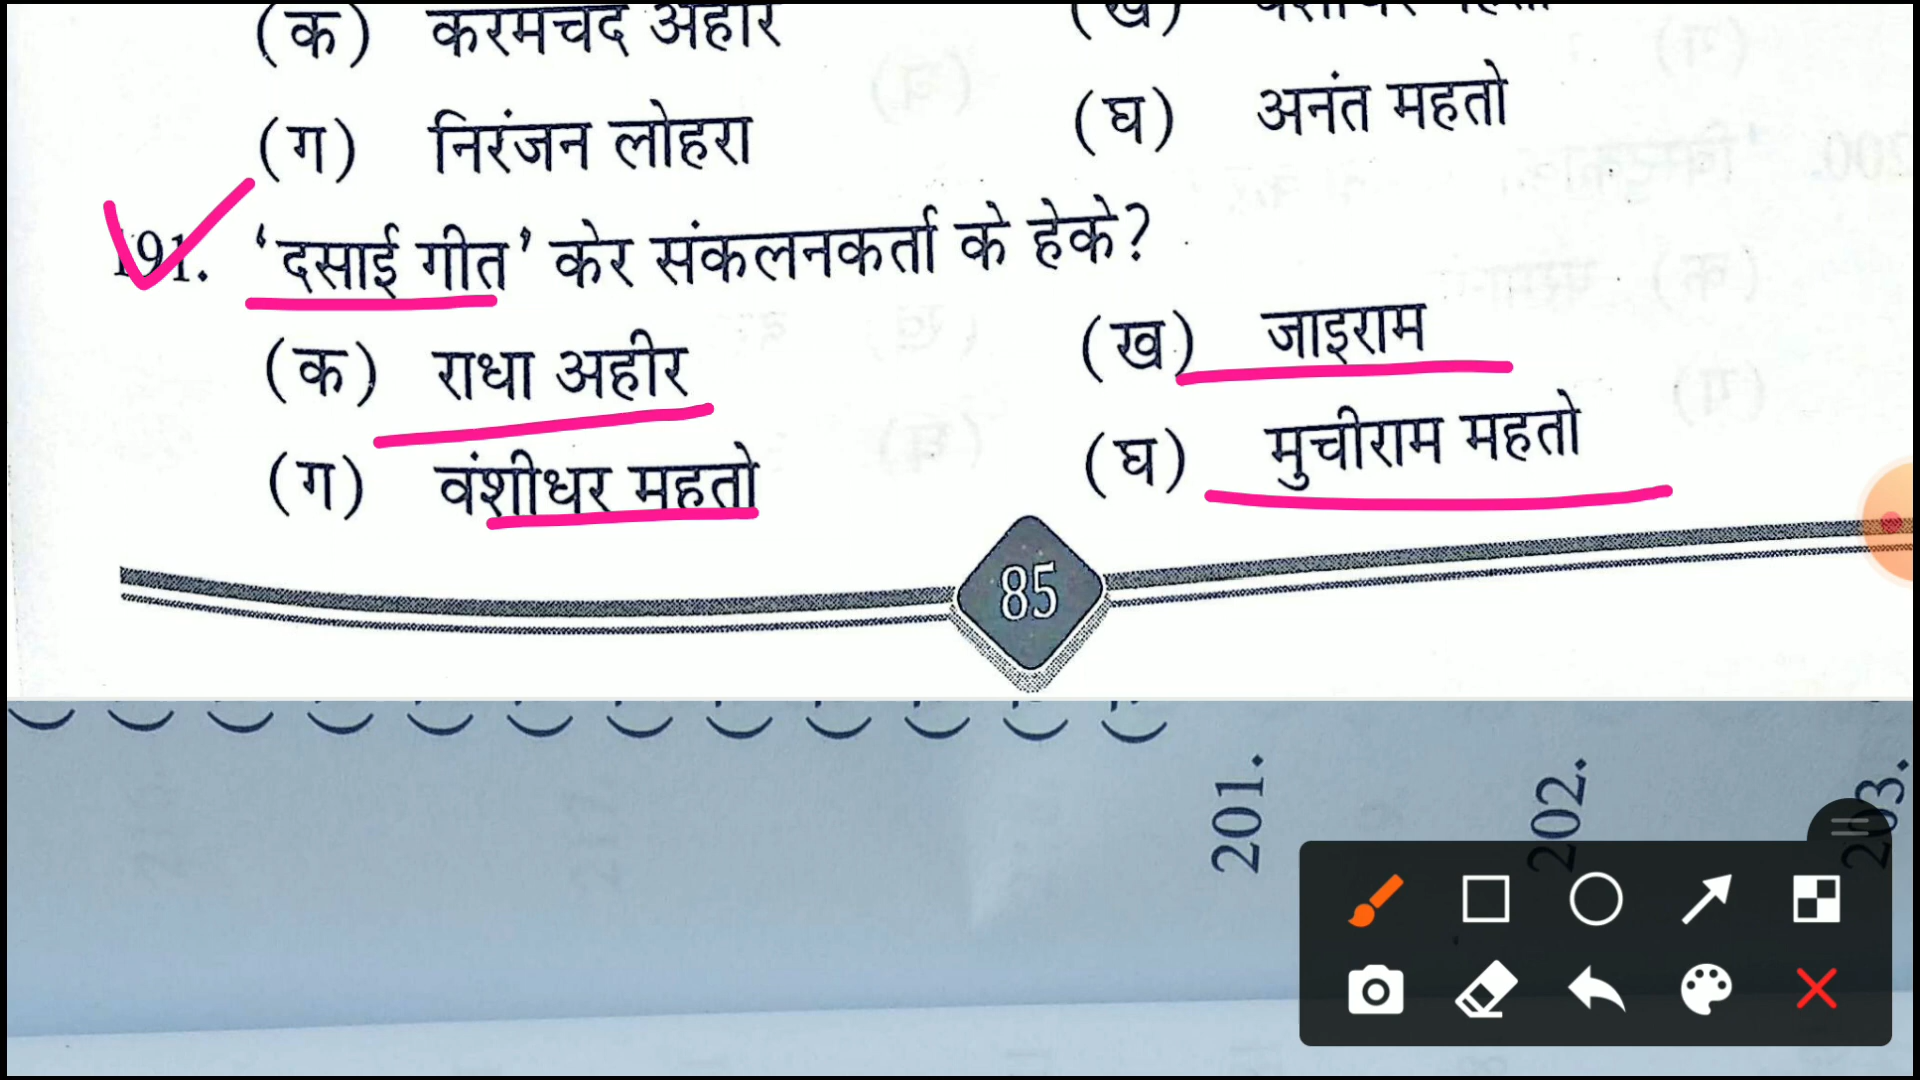 (क) करमचंद अहीर (ख)
(ग) निरंजन लोहरा (घ) अनंत महतो
191. ‘दसाई गीत’ केर संकलनकर्ता के हेके?
(क) राधा अहीर (ख) जाइराम
(ग) वंशीधर महतो (घ) मुचीराम महतो
85
201.
202.
203.